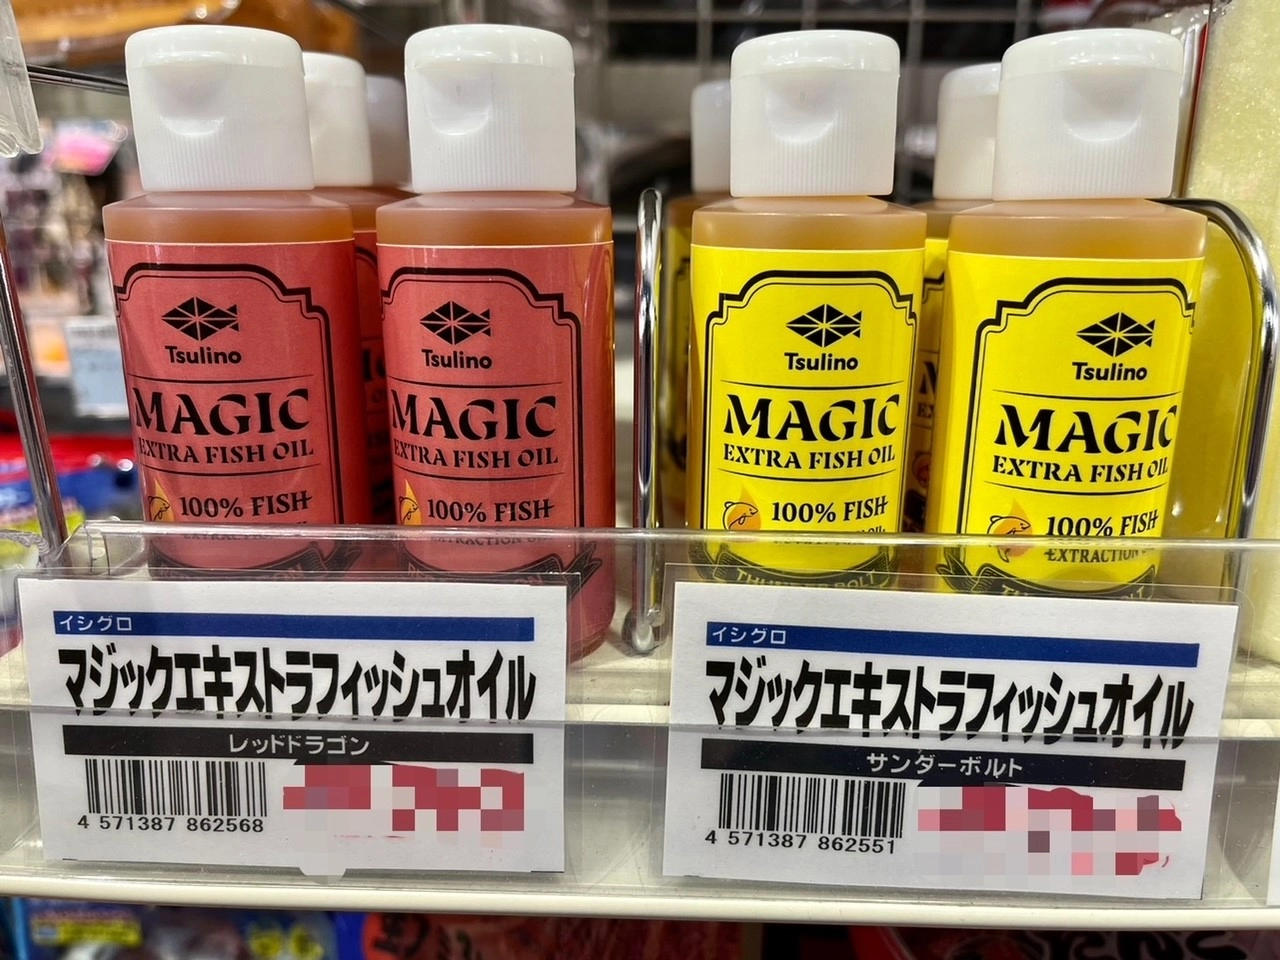 Tsulino
MAGIC
EXTRA FISH OIL
100% FISH
Tsulino
MAGIC
EXTRA FISH OIL
100% FISH
EXTRACTION OIL
Tsulino
MAGIC
EXTRA FISH OIL
100% FISH
THUNDER BOLT
Tsulino
MAGIC
EXTRA FISH OIL
100% FISH
EXTRACTION
イシグロ
マジックエキストラフィッシュオイル
レッドドラゴン
4 571387 862568
イシグロ
マジックエキストラフィッシュオイル
サンダーボルト
4 571387 862551